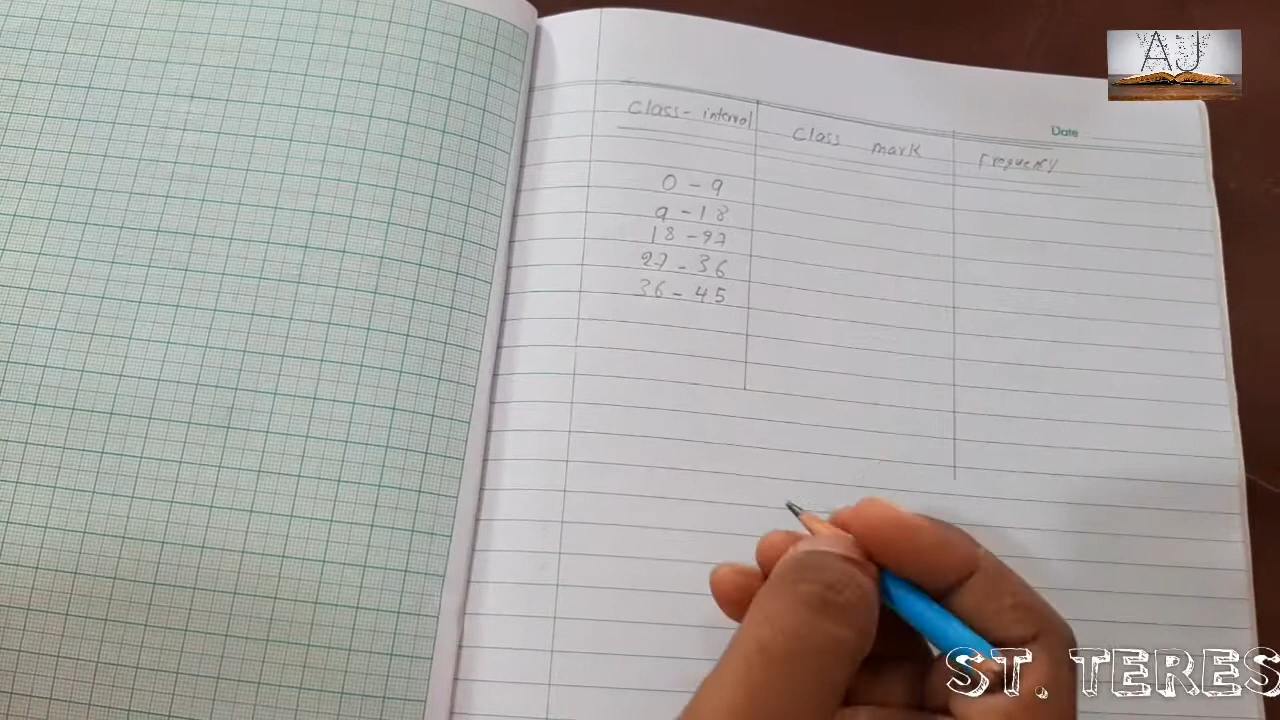 AJ
Date
Class-interval Class mark Frequency
0 - 9
9 - 18
18 - 27
27 - 36
36 - 45
ST. TERES